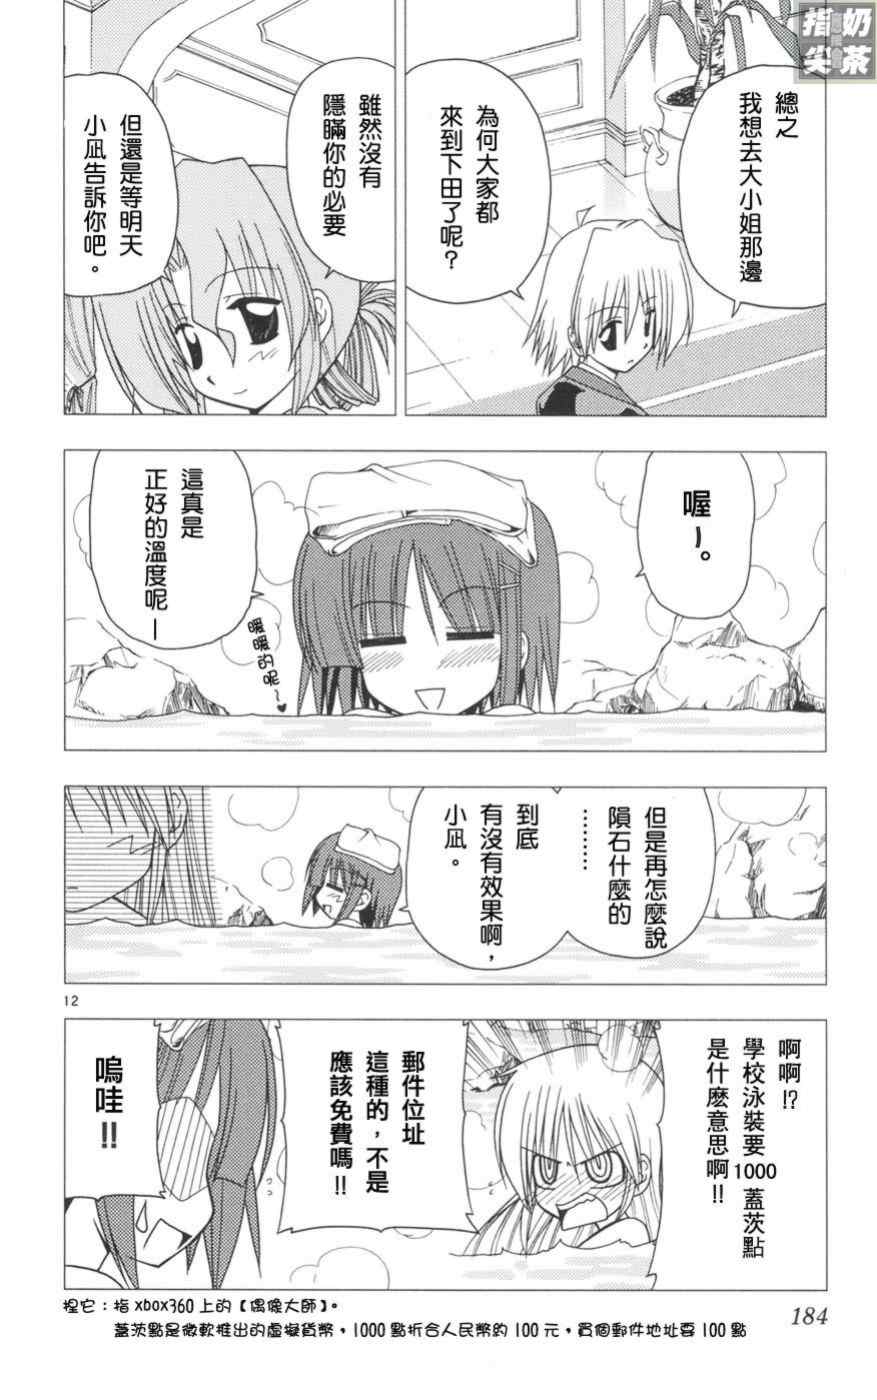 指奶
尖茶
總之
我想去大小姐那邊
為何大家都
來到下田了呢？
雖然沒有
隱瞞你的必要
但還是等明天
小凪告訴你吧。
喔～。
這真是
正好的溫度呢～
暖暖的呢～♥
但是再怎麼說
隕石什麼的
………
到底
有沒有效果啊，
小凪。
12
啊啊！？
學校泳裝要1000蓋茨點
是什麽意思啊！！
郵件位址
這種的，不是
應該免費嗎！！
嗚哇！！
捏它：指xbox360上的【偶像大師】。
蓋茨點是微軟推出的虛擬貨幣，1000點折合人民幣約100元，買個郵件地址要100點
184